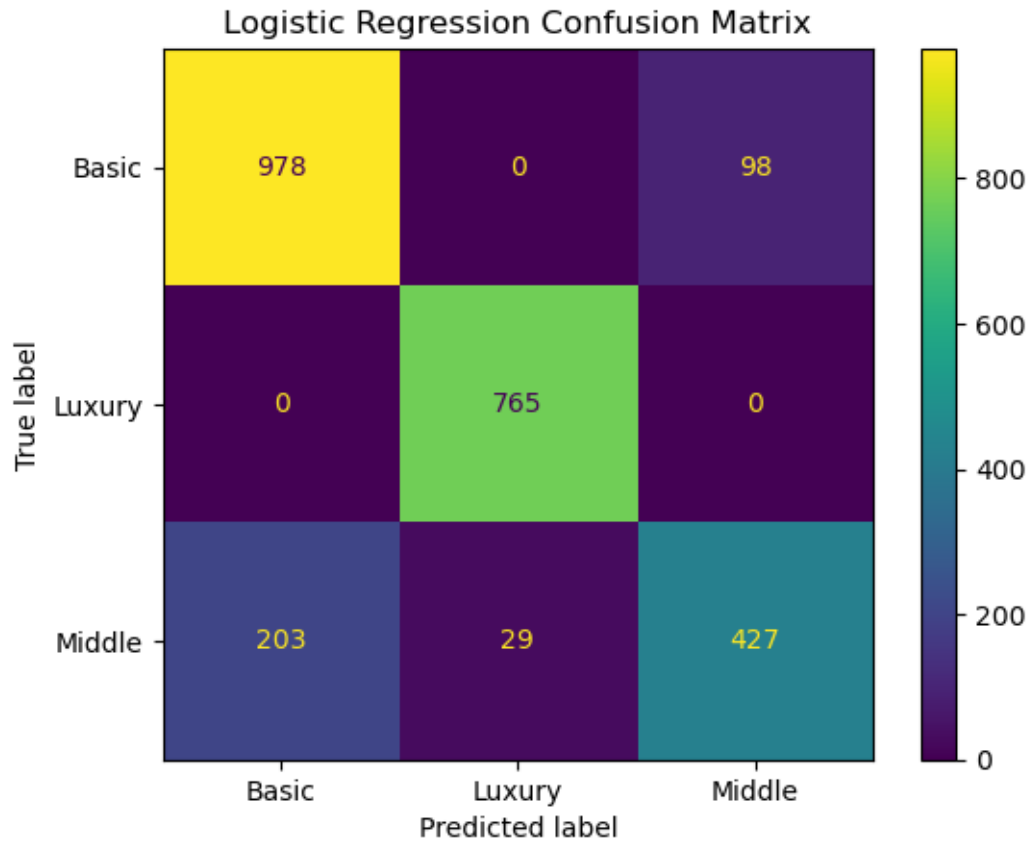 Logistic Regression Confusion Matrix
True label
Basic 978 0 98
Luxury 0 765 0
Middle 203 29 427
Basic Luxury Middle
Predicted label
800
600
400
200
0